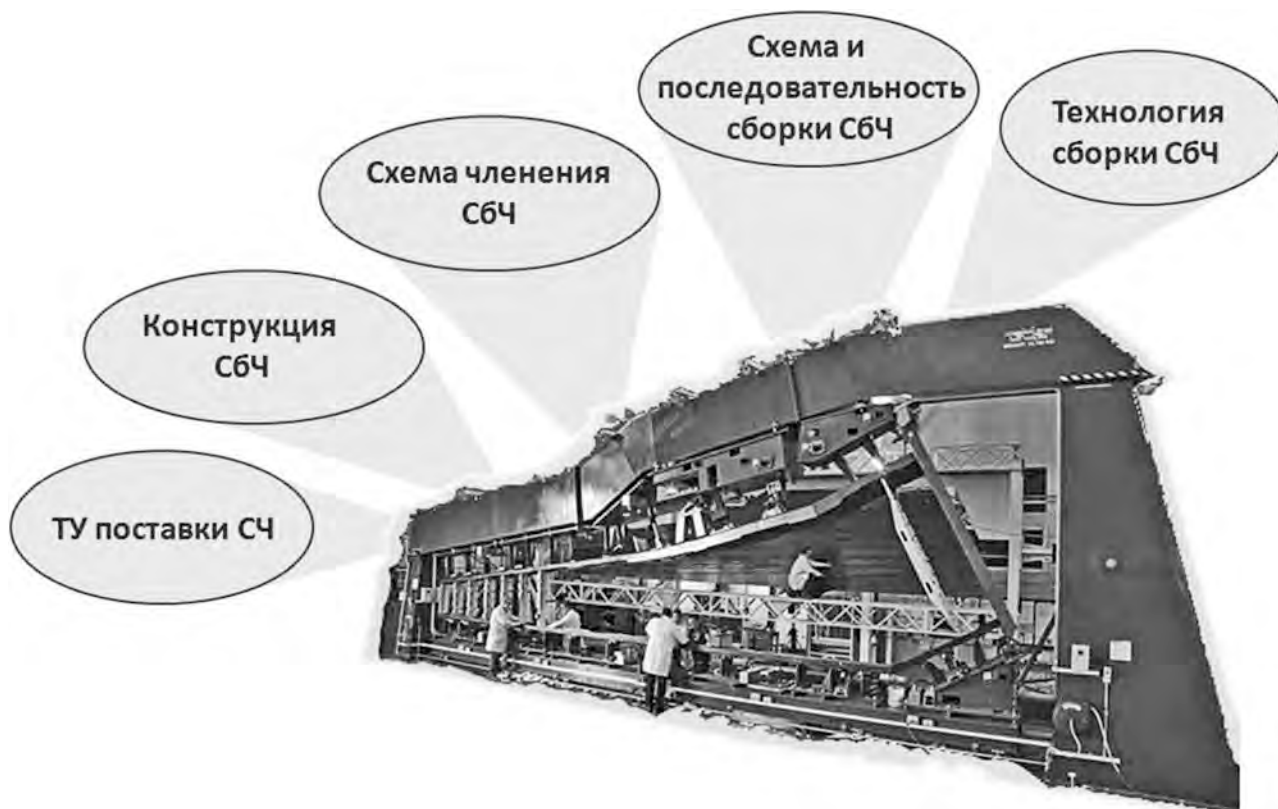 Схема и
последовательность
сборки СбЧ
Технология
сборки СбЧ
Схема членения
СбЧ
Конструкция
СбЧ
ТУ поставки СЧ